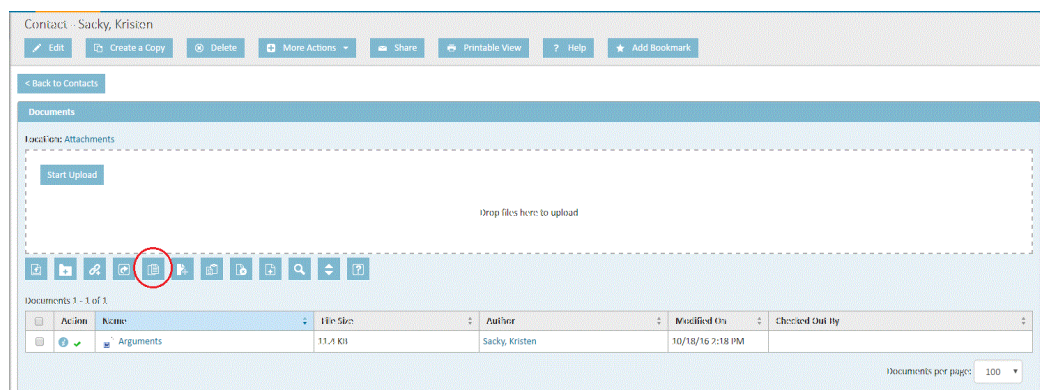 Contact - Sacky, Kristen
Edit Create a Copy Delete More Actions Share Printable View ? Help Add Bookmark
< Back to Contacts
Documents
Location: Attachments
Start Upload
Drop files here to upload
Documents 1 - 1 of 1
Action Name File Size Author Modified On Checked Out By
Arguments 11.4 KB Sacky, Kristen 10/18/16 2:18 PM
Documents per page: 100